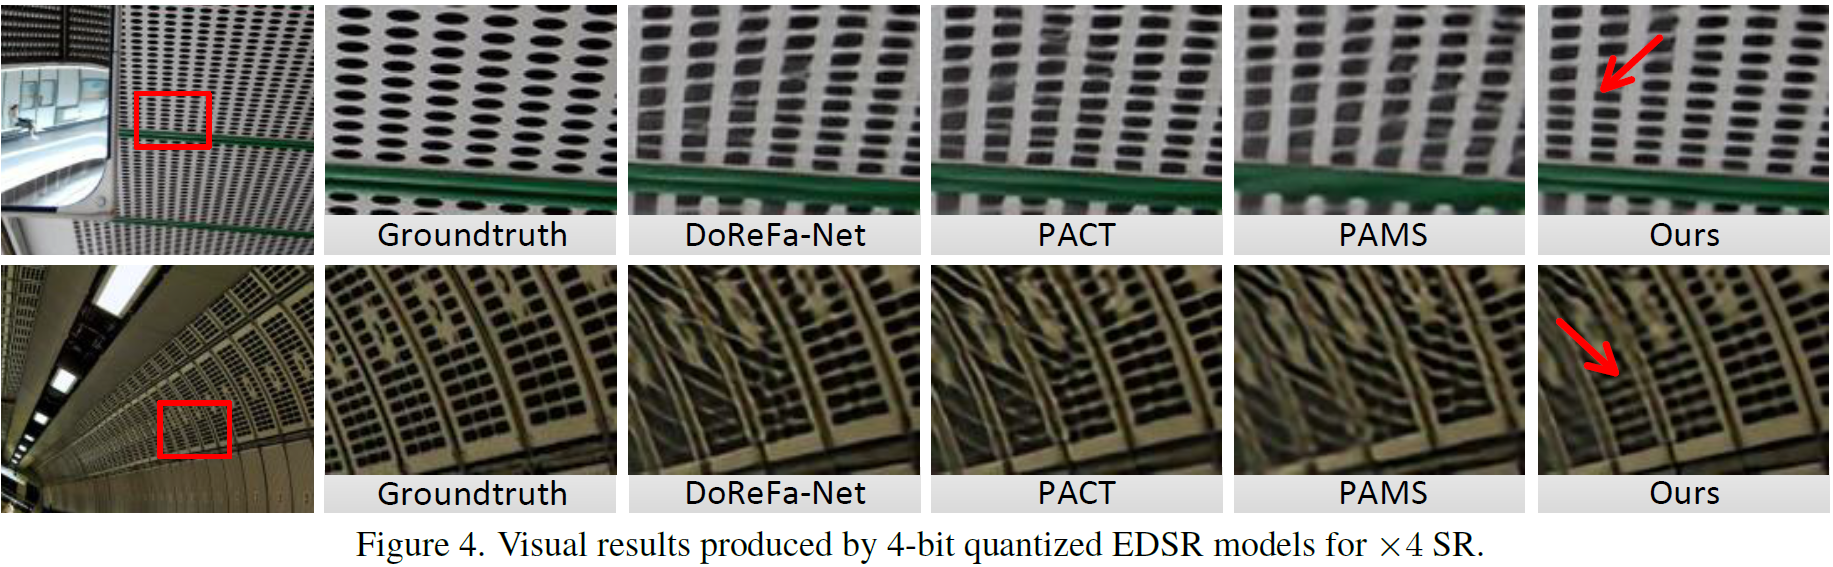 Groundtruth DoReFa-Net PACT PAMS Ours
Groundtruth DoReFa-Net PACT PAMS Ours
Figure 4. Visual results produced by 4-bit quantized EDSR models for ×4 SR.